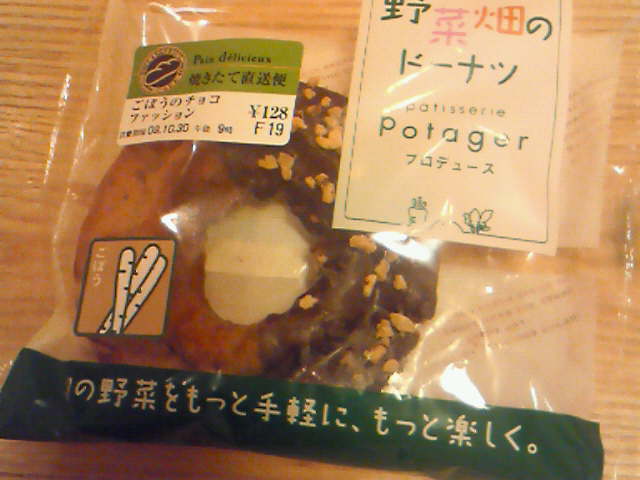 野菜畑の
ドーナツ
patisserie
Potager
プロデュース
Pain délicieux
焼きたて直送便
ごぼうのチョコ
ファッション
¥128
消費期限 09.10.30 午後 9時
F19
ごぼう
の野菜をもっと手軽に、もっと楽しく。